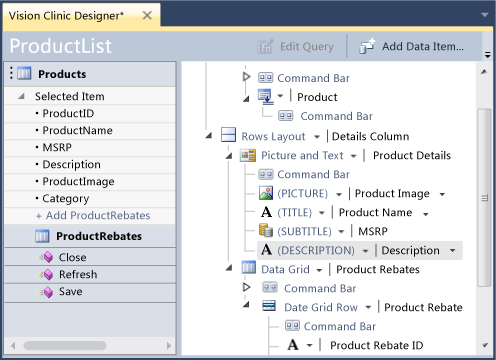 Vision Clinic Designer*
ProductList
Edit Query
Add Data Item...
Products
Selected Item
ProductID
ProductName
MSRP
Description
ProductImage
Category
+ Add ProductRebates
ProductRebates
Close
Refresh
Save
Command Bar
| Product
Command Bar
Rows Layout | Details Column
Picture and Text | Product Details
Command Bar
(PICTURE) | Product Image
A (TITLE) | Product Name
(SUBTITLE) | MSRP
A (DESCRIPTION) | Description
Data Grid | Product Rebates
Command Bar
Date Grid Row | Product Rebate
Command Bar
A | Product Rebate ID